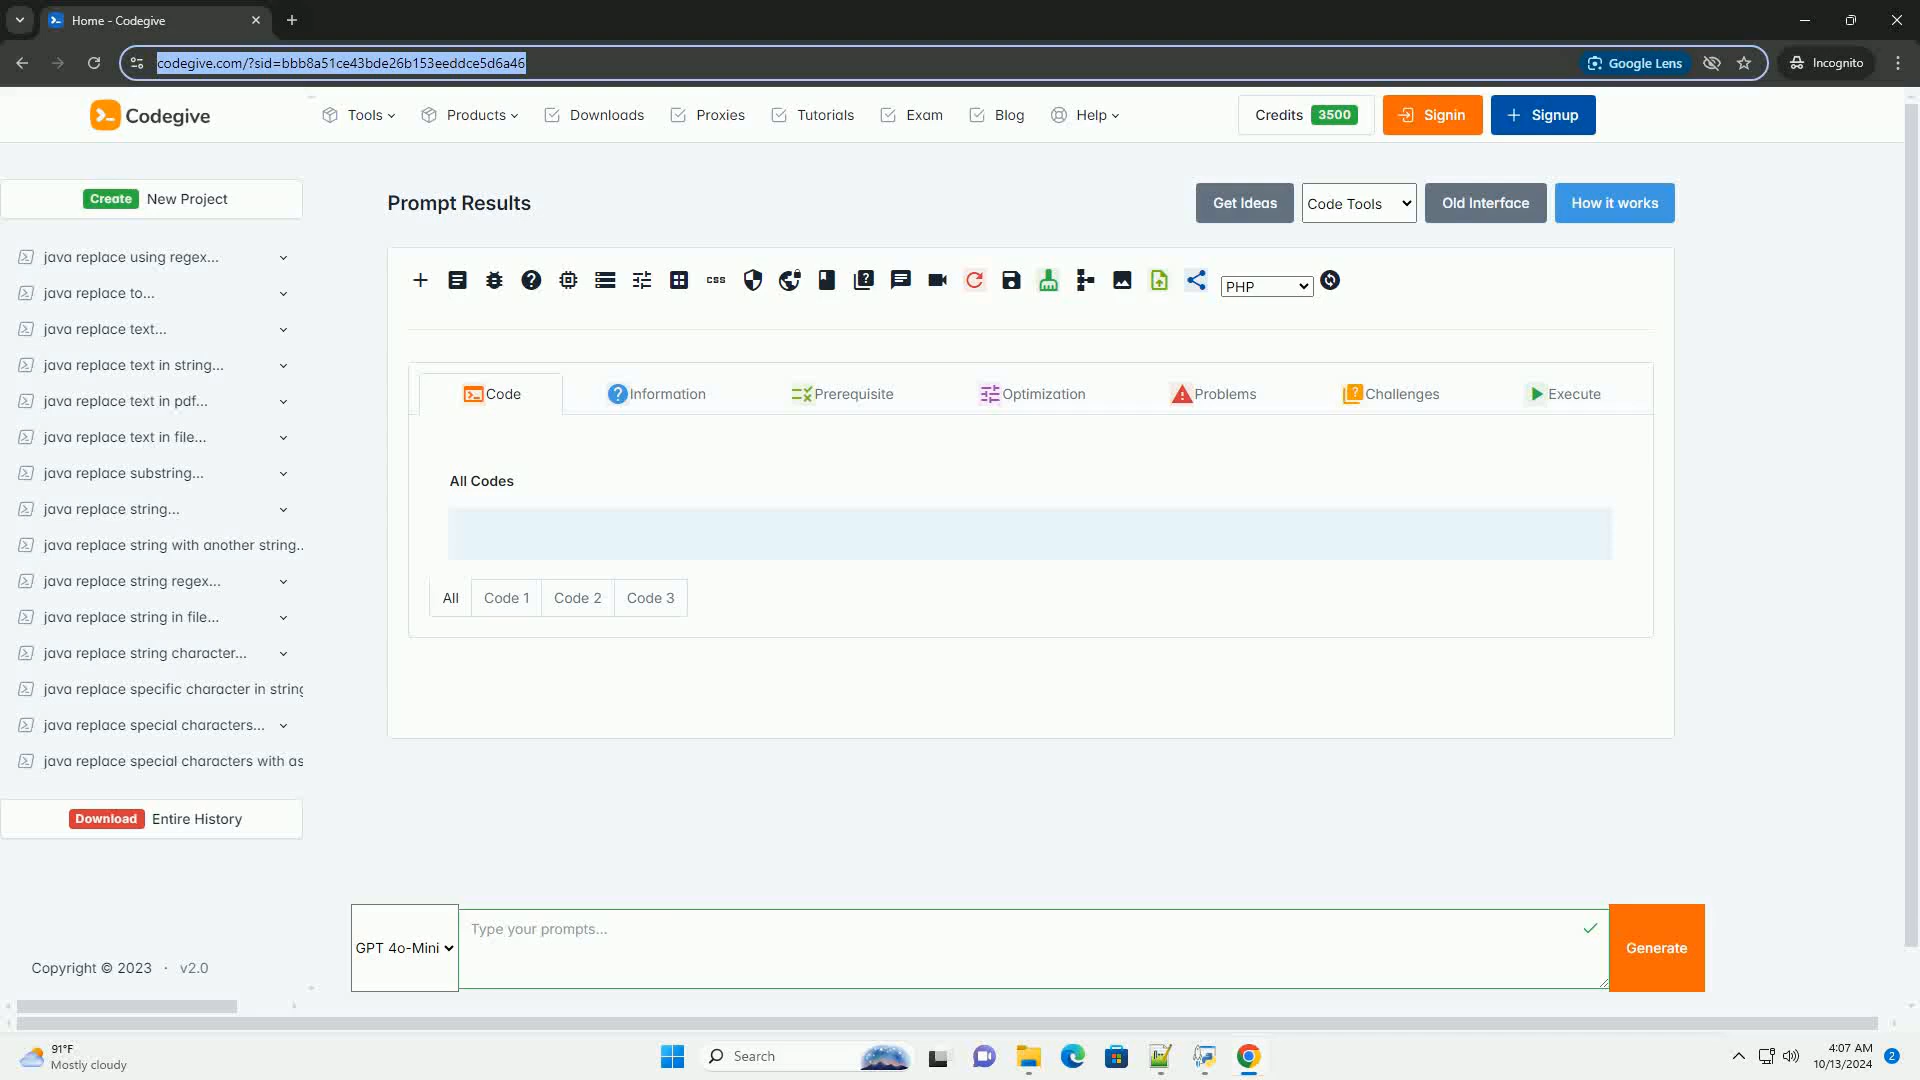 Home - Codegive
codegive.com/?sid=bbb8a51ce43bde26b153eeddce5d6a46
Google Lens
Incognito
Codegive
Tools
Products
Downloads
Proxies
Tutorials
Exam
Blog
Help
Credits 3500
Signin
Signup
Create New Project
java replace using regex...
java replace to...
java replace text...
java replace text in string...
java replace text in pdf...
java replace text in file...
java replace substring...
java replace string...
java replace string with another string..
java replace string regex...
java replace string in file...
java replace string character...
java replace specific character in string
java replace special characters...
java replace special characters with as
Download Entire History
Copyright © 2023 · v2.0
Prompt Results
Get Ideas
Code Tools
Old Interface
How it works
css
PHP
Code
Information
Prerequisite
Optimization
Problems
Challenges
Execute
All Codes
All
Code 1
Code 2
Code 3
GPT 4o-Mini
Type your prompts...
Generate
91°F
Mostly cloudy
Search
4:07 AM
10/13/2024
2